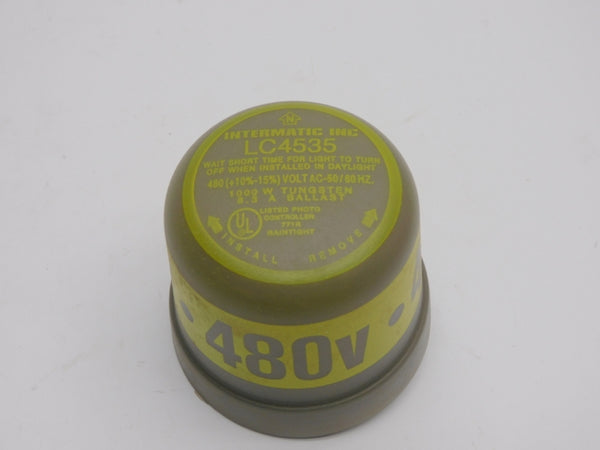 N
INTERMATIC INC
LC4535
WAIT SHORT TIME FOR LIGHT TO TURN
OFF WHEN INSTALLED IN DAYLIGHT
480 (+10%-15%) VOLT AC-50/60 HZ.
1000 W TUNGSTEN
8.3 A BALLAST
UL
LISTED PHOTO
CONTROLLER
RAINTIGHT
INSTALL REMOVE
480V